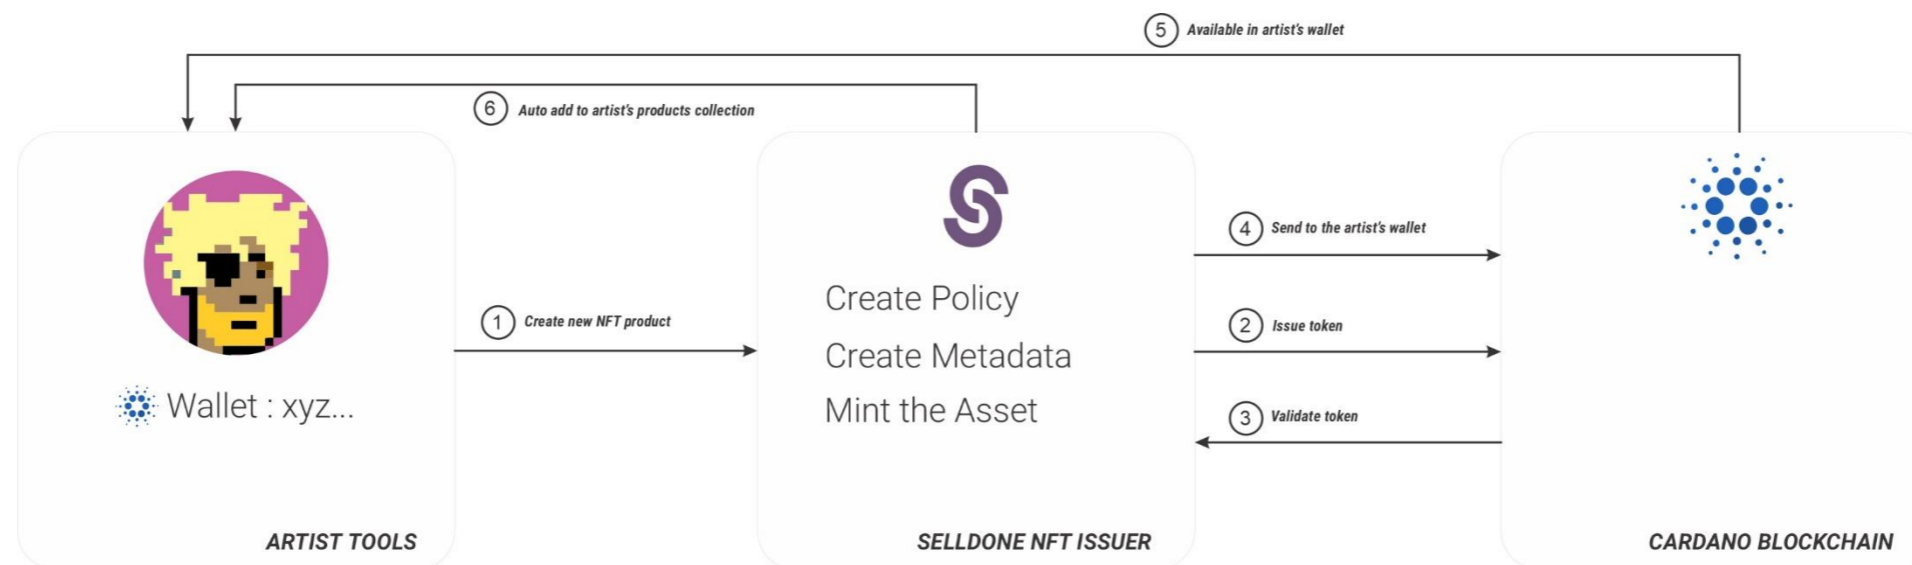 5 Available in artist's wallet
6 Auto add to artist's products collection
Wallet : xyz...
ARTIST TOOLS
1 Create new NFT product
Create Policy
Create Metadata
Mint the Asset
SELLDONE NFT ISSUER
4 Send to the artist's wallet
2 Issue token
3 Validate token
CARDANO BLOCKCHAIN